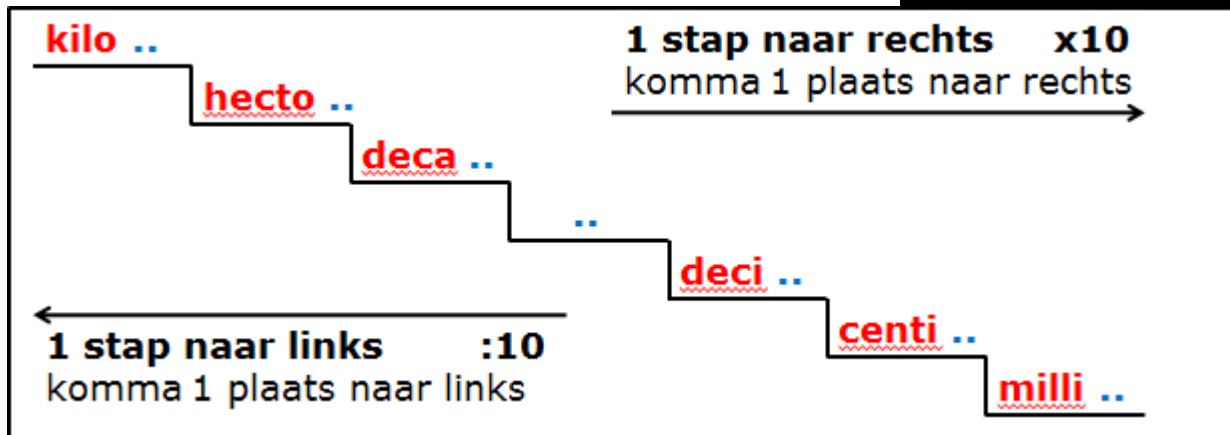 kilo ..
1 stap naar rechts x10
komma 1 plaats naar rechts
hecto ..
deca ..
..
deci ..
1 stap naar links :10
komma 1 plaats naar links
centi ..
milli ..